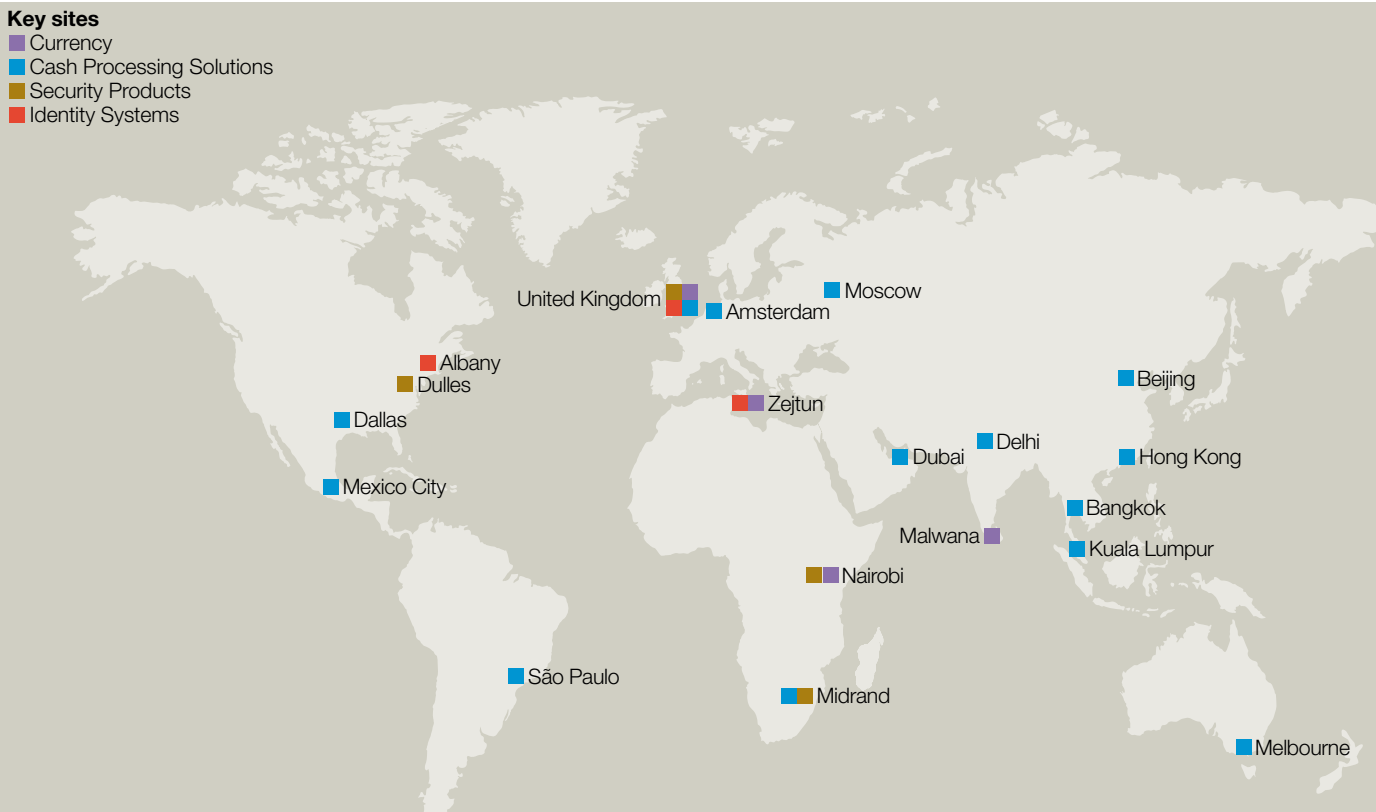 Key sites
Currency
Cash Processing Solutions
Security Products
Identity Systems
United Kingdom
Moscow
Amsterdam
Albany
Dulles
Beijing
Zejtun
Dallas
Delhi
Dubai
Hong Kong
Mexico City
Bangkok
Malwana
Kuala Lumpur
Nairobi
São Paulo
Midrand
Melbourne